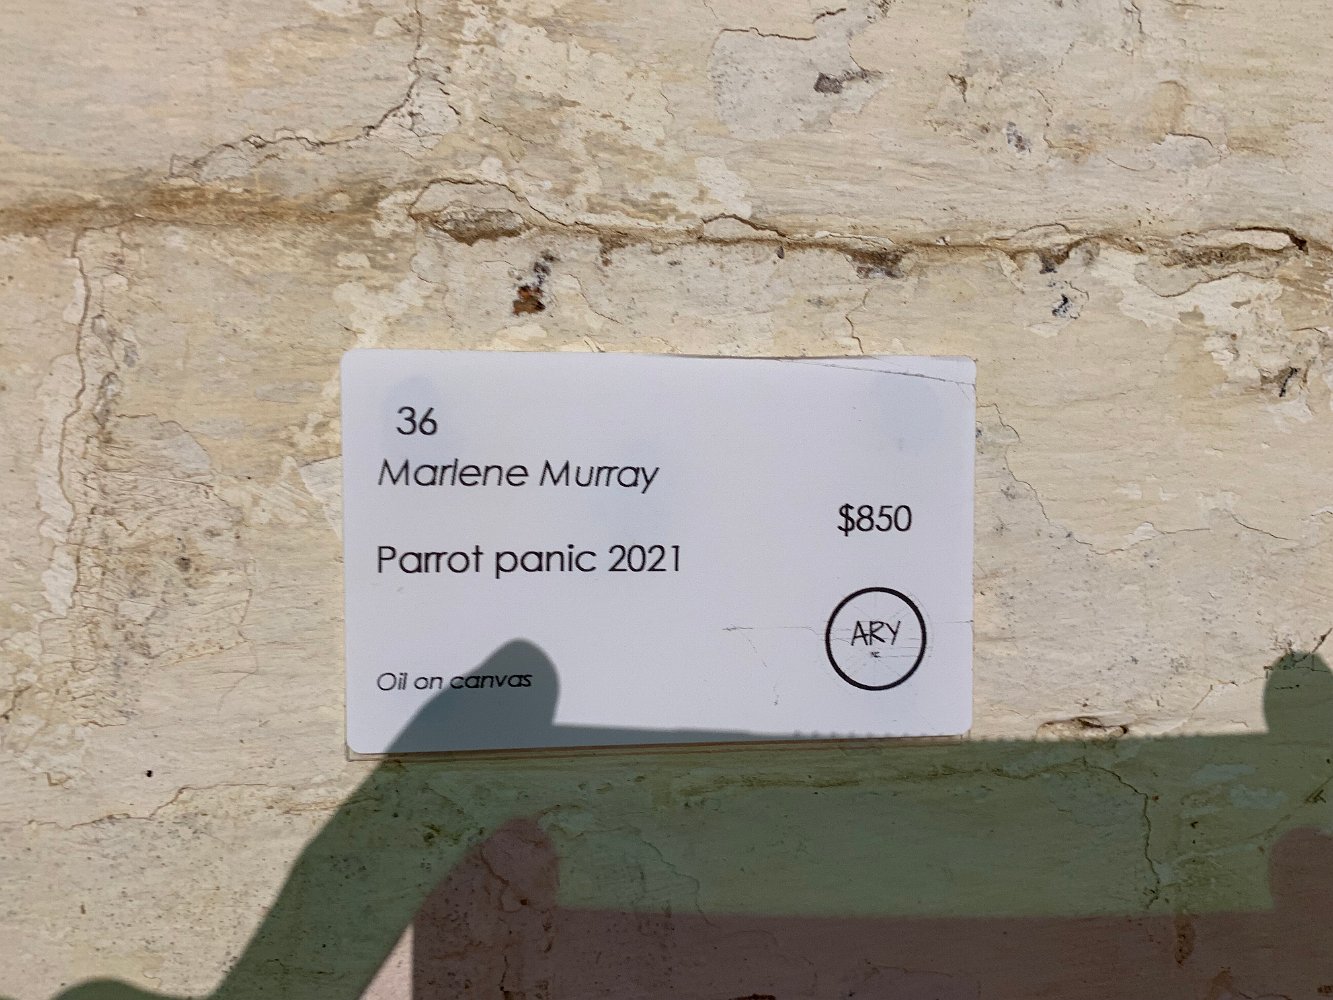 36
Marlene Murray
$850
Parrot panic 2021
ARY
Oil on canvas